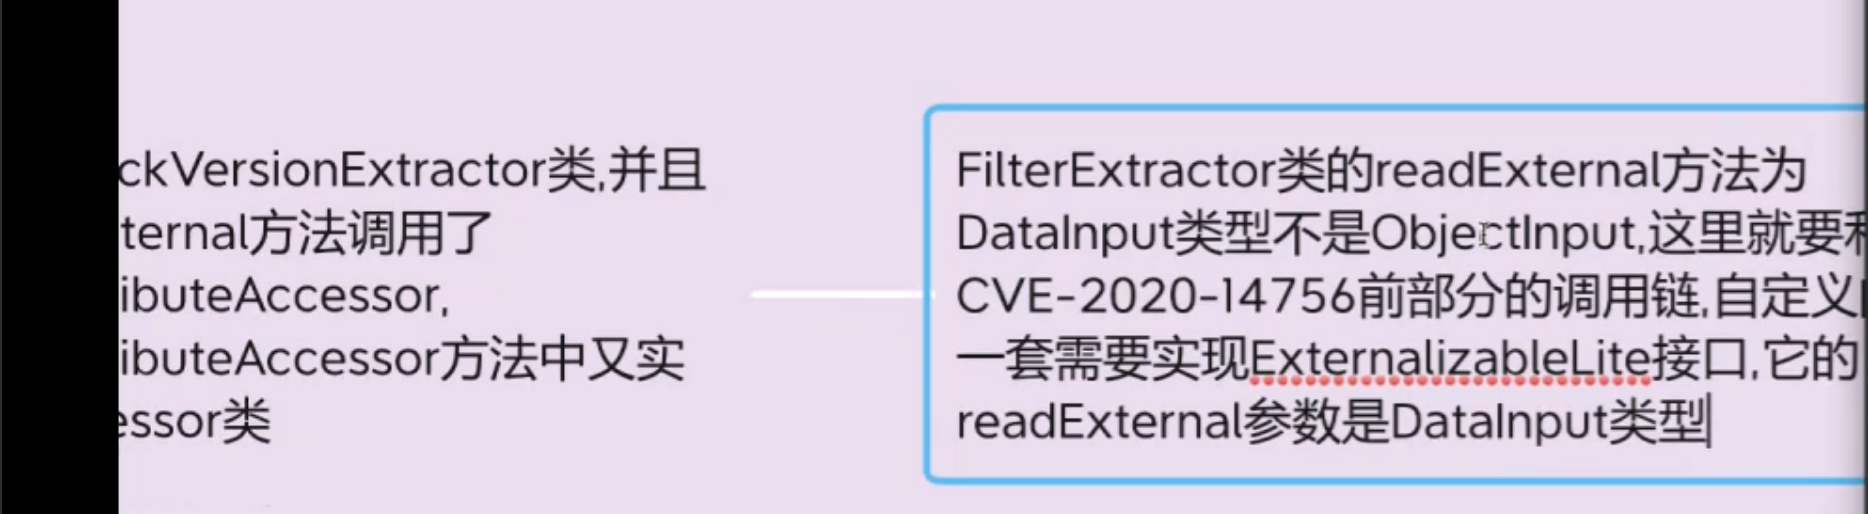 ckVersionExtractor类,并且
ternal方法调用了
ibuteAccessor,
ibuteAccessor方法中又实
essor类
FilterExtractor类的readExternal方法为
DataInput类型不是ObjectInput,这里就要
CVE-2020-14756前部分的调用链,自定义
一套需要实现ExternalizableLite接口,它的
readExternal参数是DataInput类型